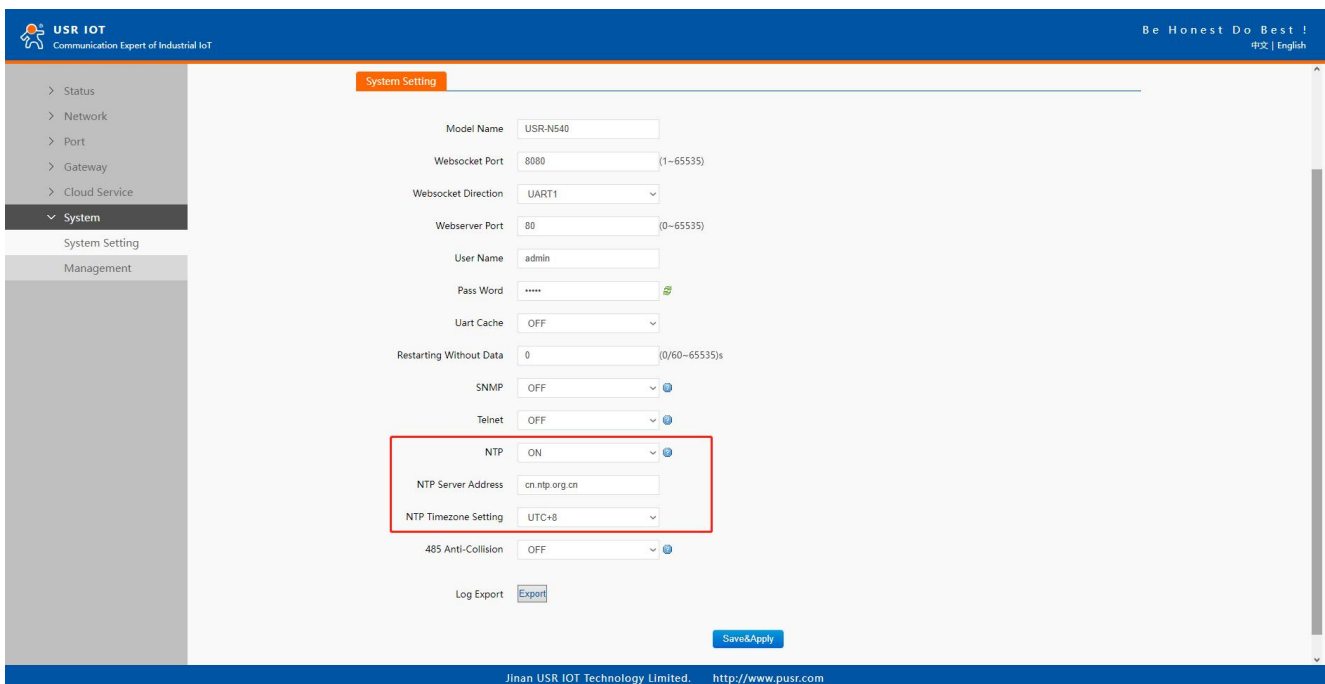 USR IOT
Communication Expert of Industrial IoT
Be Honest Do Best !
中文 | English
Status
Network
Port
Gateway
Cloud Service
System
System Setting
Management
System Setting
Model Name USR-N540
Websocket Port 8080 (1~65535)
Websocket Direction UART1
Webserver Port 80 (0~65535)
User Name admin
Pass Word •••••
Uart Cache OFF
Restarting Without Data 0 (0/60~65535)s
SNMP OFF
Telnet OFF
NTP ON
NTP Server Address cn.ntp.org.cn
NTP Timezone Setting UTC+8
485 Anti-Collision OFF
Log Export Export
Save&Apply
Jinan USR IOT Technology Limited. http://www.pusr.com